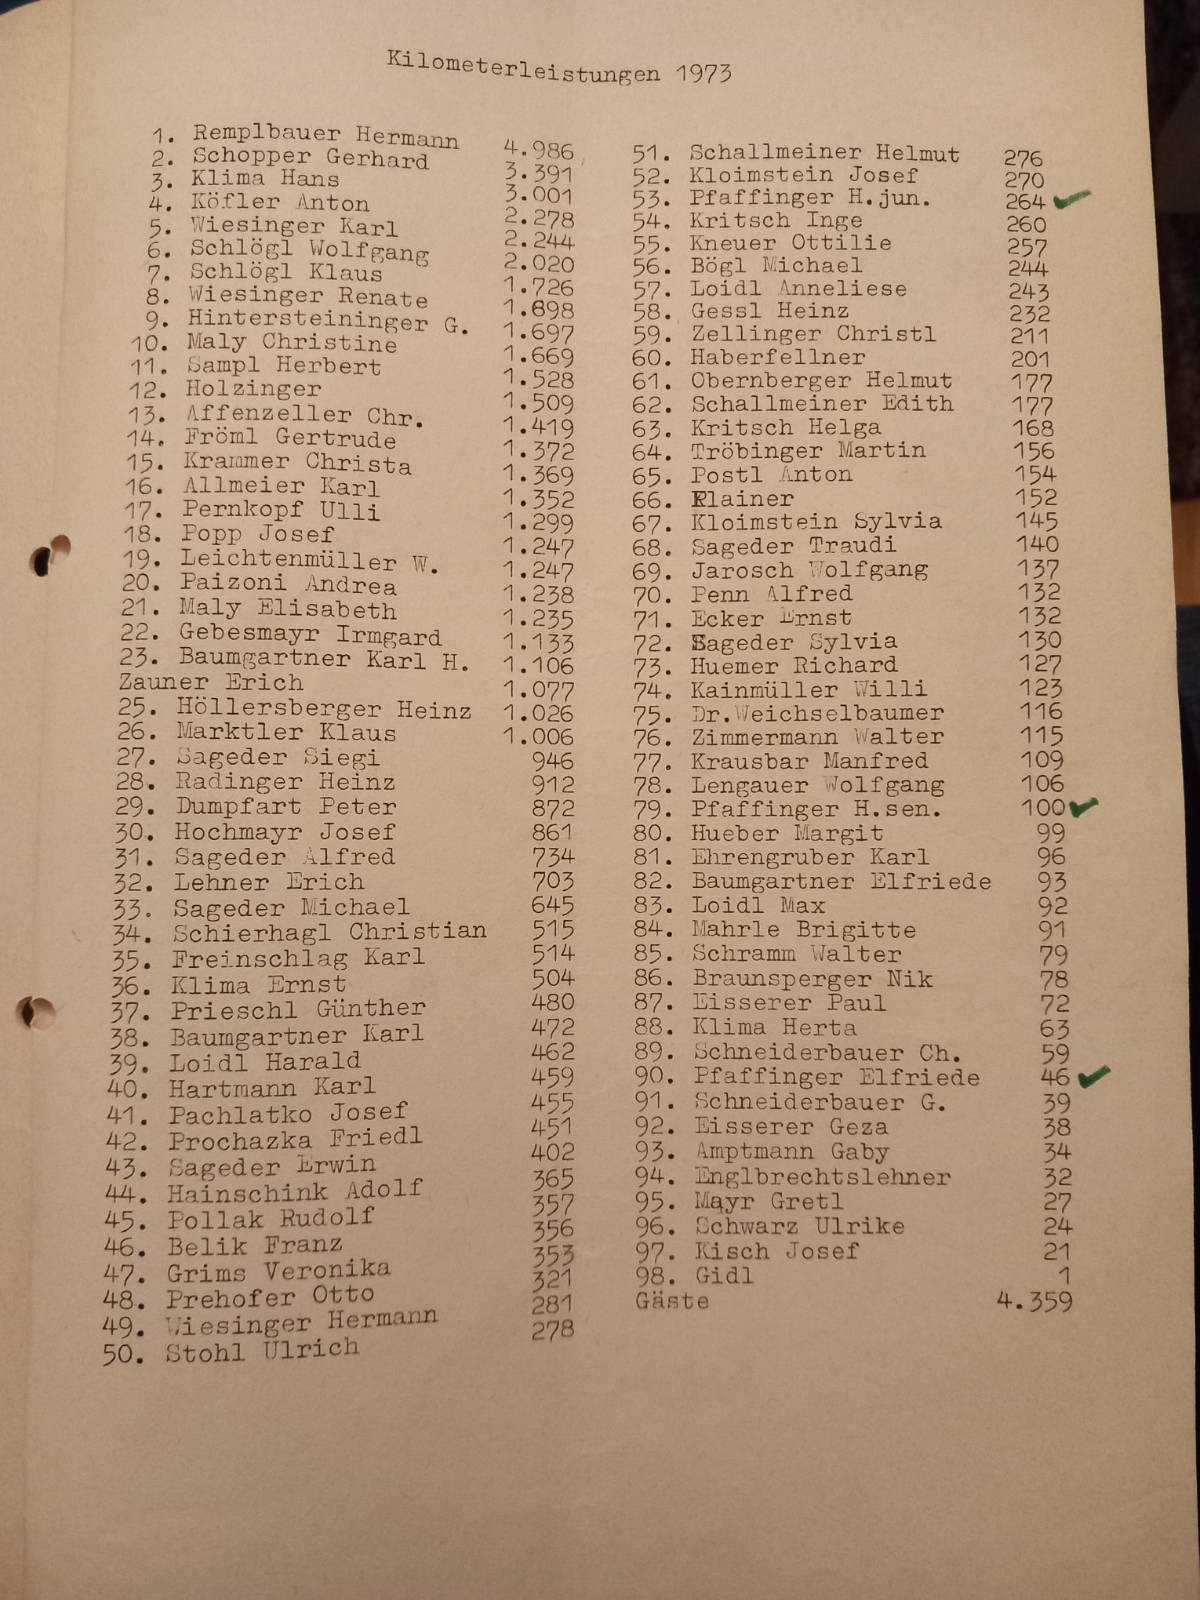 Kilometerleistungen 1973
1. Remplbauer Hermann 4.986
2. Schopper Gerhard 3.391
3. Klima Hans 3.001
4. Köfler Anton 2.278
5. Wiesinger Karl 2.244
6. Schlögl Wolfgang 2.020
7. Schlögl Klaus 1.726
8. Wiesinger Renate 1.698
9. Hintersteininger G. 1.697
10. Maly Christine 1.669
11. Sampl Herbert 1.528
12. Holzinger 1.509
13. Affenzeller Chr. 1.419
14. Fröml Gertrude 1.372
15. Krammer Christa 1.369
16. Allmeier Karl 1.352
17. Pernkopf Ulli 1.299
18. Popp Josef 1.247
19. Leichtenmüller W. 1.247
20. Paizoni Andrea 1.238
21. Maly Elisabeth 1.235
22. Gebesmayr Irmgard 1.133
23. Baumgartner Karl H. 1.106
Zauner Erich 1.077
25. Höllersberger Heinz 1.026
26. Marktler Klaus 1.006
27. Sageder Siegi 946
28. Radinger Heinz 912
29. Dumpfart Peter 872
30. Hochmayr Josef 861
31. Sageder Alfred 734
32. Lehner Erich 703
33. Sageder Michael 645
34. Schierhagl Christian 515
35. Freinschlag Karl 514
36. Klima Ernst 504
37. Prieschl Günther 480
38. Baumgartner Karl 472
39. Loidl Harald 462
40. Hartmann Karl 459
41. Pachlatko Josef 455
42. Prochazka Friedl 451
43. Sageder Erwin 402
44. Hainschink Adolf 365
45. Pollak Rudolf 357
46. Belik Franz 356
47. Grims Veronika 353
48. Prehofer Otto 321
49. Wiesinger Hermann 281
50. Stohl Ulrich 278
51. Schallmeiner Helmut 276
52. Kloimstein Josef 270
53. Pfaffinger H.jun. 264
54. Kritsch Inge 260
55. Kneuer Ottilie 257
56. Bögl Michael 244
57. Loidl Anneliese 243
58. Gessl Heinz 232
59. Zellinger Christl 211
60. Haberfellner 201
61. Obernberger Helmut 177
62. Schallmeiner Edith 177
63. Kritsch Helga 168
64. Tröbinger Martin 156
65. Postl Anton 154
66. Plainer 152
67. Kloimstein Sylvia 145
68. Sageder Traudi 140
69. Jarosch Wolfgang 137
70. Penn Alfred 132
71. Ecker Ernst 132
72. Sageder Sylvia 130
73. Huemer Richard 127
74. Kainmüller Willi 123
75. Dr.Weichselbaumer 116
76. Zimmermann Walter 115
77. Krausbar Manfred 109
78. Lengauer Wolfgang 106
79. Pfaffinger H.sen. 100
80. Hueber Margit 99
81. Ehrengruber Karl 96
82. Baumgartner Elfriede 93
83. Loidl Max 92
84. Mahrle Brigitte 91
85. Schramm Walter 79
86. Braunsperger Nik 78
87. Eisserer Paul 72
88. Klima Herta 63
89. Schneiderbauer Ch. 59
90. Pfaffinger Elfriede 46
91. Schneiderbauer G. 39
92. Eisserer Geza 38
93. Amptmann Gaby 34
94. Englbrechtslehner 32
95. Mayr Gretl 27
96. Schwarz Ulrike 24
97. Kisch Josef 21
98. Gidl 1
Gäste 4.359